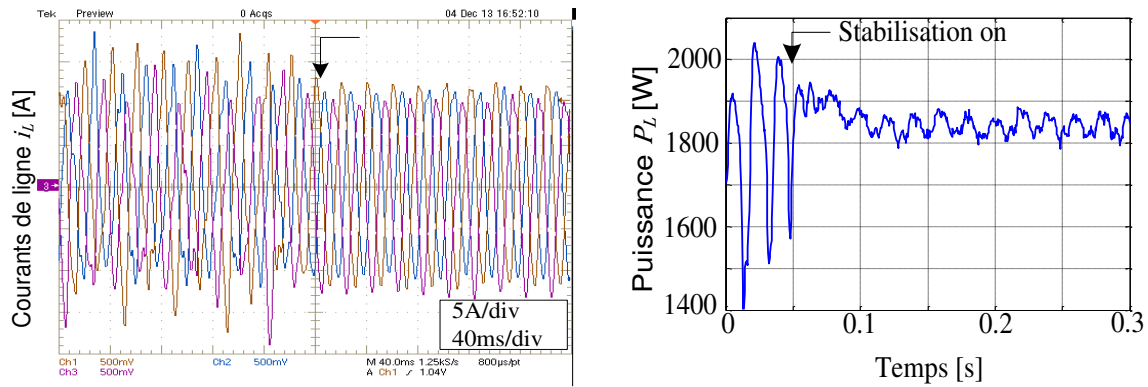 Tek Preview 0 Acqs 04 Dec 13 16:52:10
Courants de ligne i_L [A]
3
5A/div
40ms/div
Ch1 500mV Ch2 500mV M 40.0ms 1.25kS/s 800µs/pt
Ch3 500mV A Ch1 ⁄ 1.04V
Stabilisation on
Puissance P_L [W]
2000
1800
1600
1400
0 0.1 0.2 0.3
Temps [s]